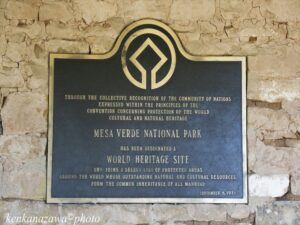 THROUGH THE COLLECTIVE RECOGNITION OF THE COMMUNITY OF NATIONS
EXPRESSED WITHIN THE PRINCIPLES OF THE
CONVENTION CONCERNING PROTECTION OF THE WORLD
CULTURAL AND NATURAL HERITAGE
MESA VERDE NATIONAL PARK
HAS BEEN DESIGNATED A
WORLD HERITAGE SITE
AND JOINS A SELECT LIST OF PROTECTED AREAS
AROUND THE WORLD WHOSE OUTSTANDING NATURAL AND CULTURAL RESOURCES
FORM THE COMMON INHERITANCE OF ALL MANKIND
kenkanazawa photo